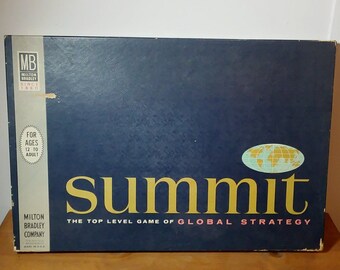 MB
MILTON
BRADLEY
FOR
AGES
12 TO
ADULT
summit
THE TOP LEVEL GAME OF GLOBAL STRATEGY
MILTON
BRADLEY
COMPANY